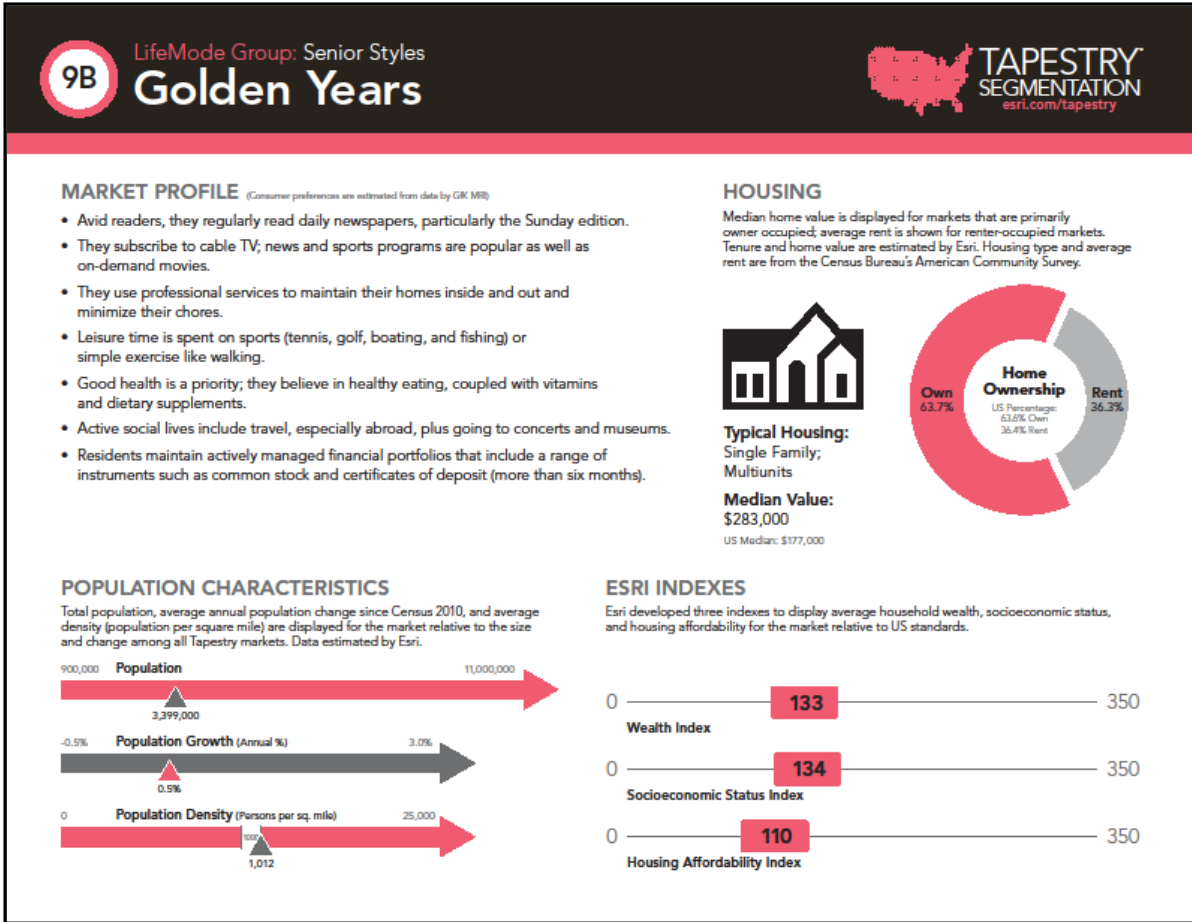 9B
LifeMode Group: Senior Styles
Golden Years
TAPESTRY™
SEGMENTATION
esri.com/tapestry
MARKET PROFILE (Consumer preferences are estimated from data by GfK MRI)
• Avid readers, they regularly read daily newspapers, particularly the Sunday edition.
• They subscribe to cable TV; news and sports programs are popular as well as
on-demand movies.
• They use professional services to maintain their homes inside and out and
minimize their chores.
• Leisure time is spent on sports (tennis, golf, boating, and fishing) or
simple exercise like walking.
• Good health is a priority; they believe in healthy eating, coupled with vitamins
and dietary supplements.
• Active social lives include travel, especially abroad, plus going to concerts and museums.
• Residents maintain actively managed financial portfolios that include a range of
instruments such as common stock and certificates of deposit (more than six months).
HOUSING
Median home value is displayed for markets that are primarily
owner occupied; average rent is shown for renter-occupied markets.
Tenure and home value are estimated by Esri. Housing type and average
rent are from the Census Bureau's American Community Survey.
Typical Housing:
Single Family;
Multiunits
Median Value:
$283,000
US Median: $177,000
Own
63.7%
Home
Ownership
US Percentage:
63.6% Own
36.4% Rent
Rent
36.3%
POPULATION CHARACTERISTICS
Total population, average annual population change since Census 2010, and average
density (population per square mile) are displayed for the market relative to the size
and change among all Tapestry markets. Data estimated by Esri.
900,000 Population 11,000,000
3,399,000
-0.5% Population Growth (Annual %) 3.0%
0.5%
0 Population Density (Persons per sq. mile) 25,000
1000
1,012
ESRI INDEXES
Esri developed three indexes to display average household wealth, socioeconomic status,
and housing affordability for the market relative to US standards.
0 133 350
Wealth Index
0 134 350
Socioeconomic Status Index
0 110 350
Housing Affordability Index